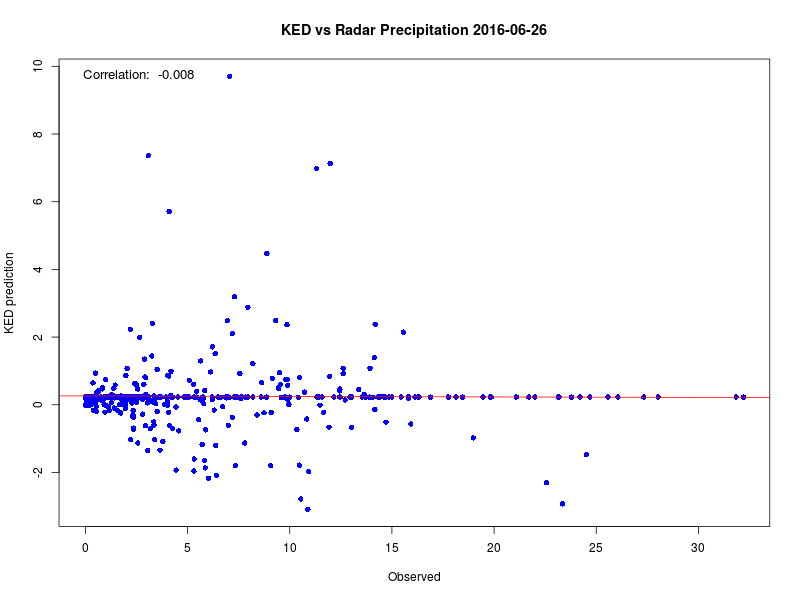 KED vs Radar Precipitation 2016-06-26
Correlation: -0.008
KED prediction
10
8
6
4
2
0
-2
0 5 10 15 20 25 30
Observed